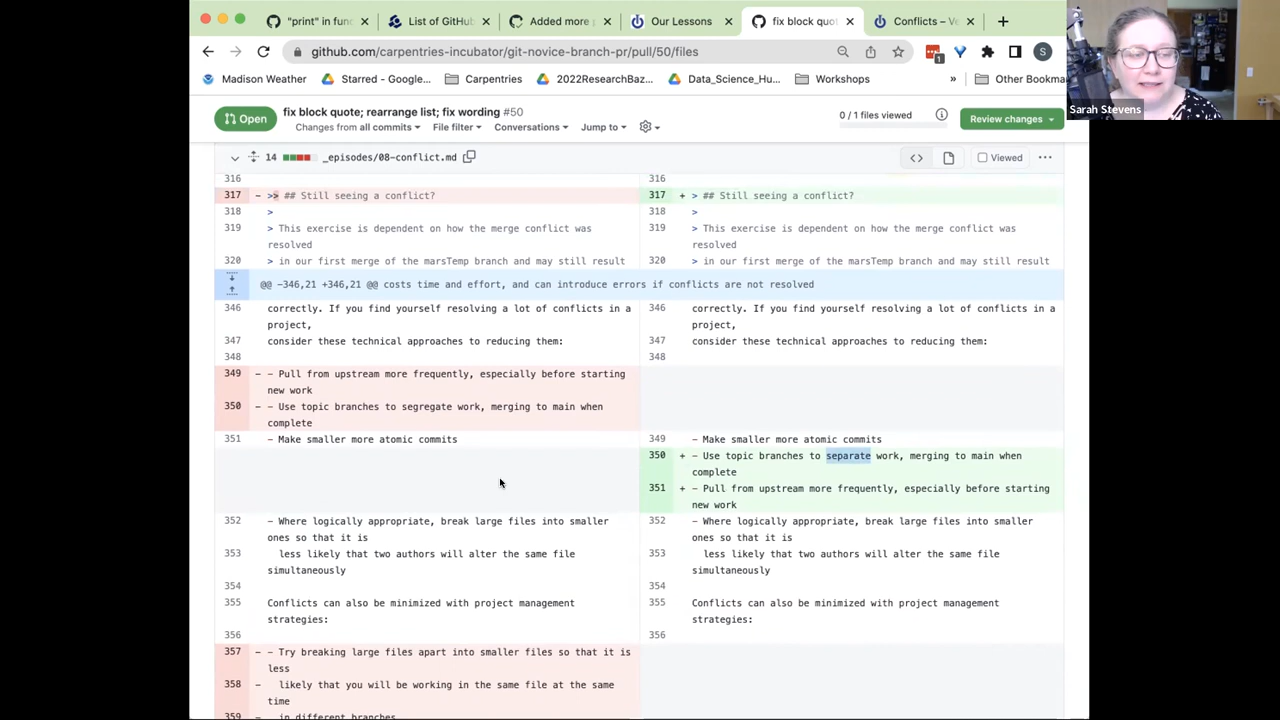 "print" in func
List of GitHub
Added more p
Our Lessons
fix block quot
Conflicts – Ve
github.com/carpentries-incubator/git-novice-branch-pr/pull/50/files
1
S
Madison Weather
Starred - Google...
Carpentries
2022ResearchBaz...
Data_Science_Hu...
Workshops
»
Other Bookma
Sarah Stevens
Open
fix block quote; rearrange list; fix wording #50
Changes from all commits
File filter
Conversations
Jump to
0 / 1 files viewed
Review changes
14 _episodes/08-conflict.md
<> Viewed ...
316 316
317 - >> ## Still seeing a conflict? 317 + > ## Still seeing a conflict?
318 > 318 >
319 > This exercise is dependent on how the merge conflict was 319 > This exercise is dependent on how the merge conflict was
resolved resolved
320 > in our first merge of the marsTemp branch and may still result 320 > in our first merge of the marsTemp branch and may still result
@@ -346,21 +346,21 @@ costs time and effort, and can introduce errors if conflicts are not resolved
346 correctly. If you find yourself resolving a lot of conflicts in a 346 correctly. If you find yourself resolving a lot of conflicts in a
project, project,
347 consider these technical approaches to reducing them: 347 consider these technical approaches to reducing them:
348 348
349 - - Pull from upstream more frequently, especially before starting
new work
350 - - Use topic branches to segregate work, merging to main when
complete
351 - Make smaller more atomic commits 349 - Make smaller more atomic commits
350 + - Use topic branches to separate work, merging to main when
complete
351 + - Pull from upstream more frequently, especially before starting
new work
352 - Where logically appropriate, break large files into smaller 352 - Where logically appropriate, break large files into smaller
ones so that it is ones so that it is
353 less likely that two authors will alter the same file 353 less likely that two authors will alter the same file
simultaneously simultaneously
354 354
355 Conflicts can also be minimized with project management 355 Conflicts can also be minimized with project management
strategies: strategies:
356 356
357 - - Try breaking large files apart into smaller files so that it is
less
358 - likely that you will be working in the same file at the same
time
359 - in different branches